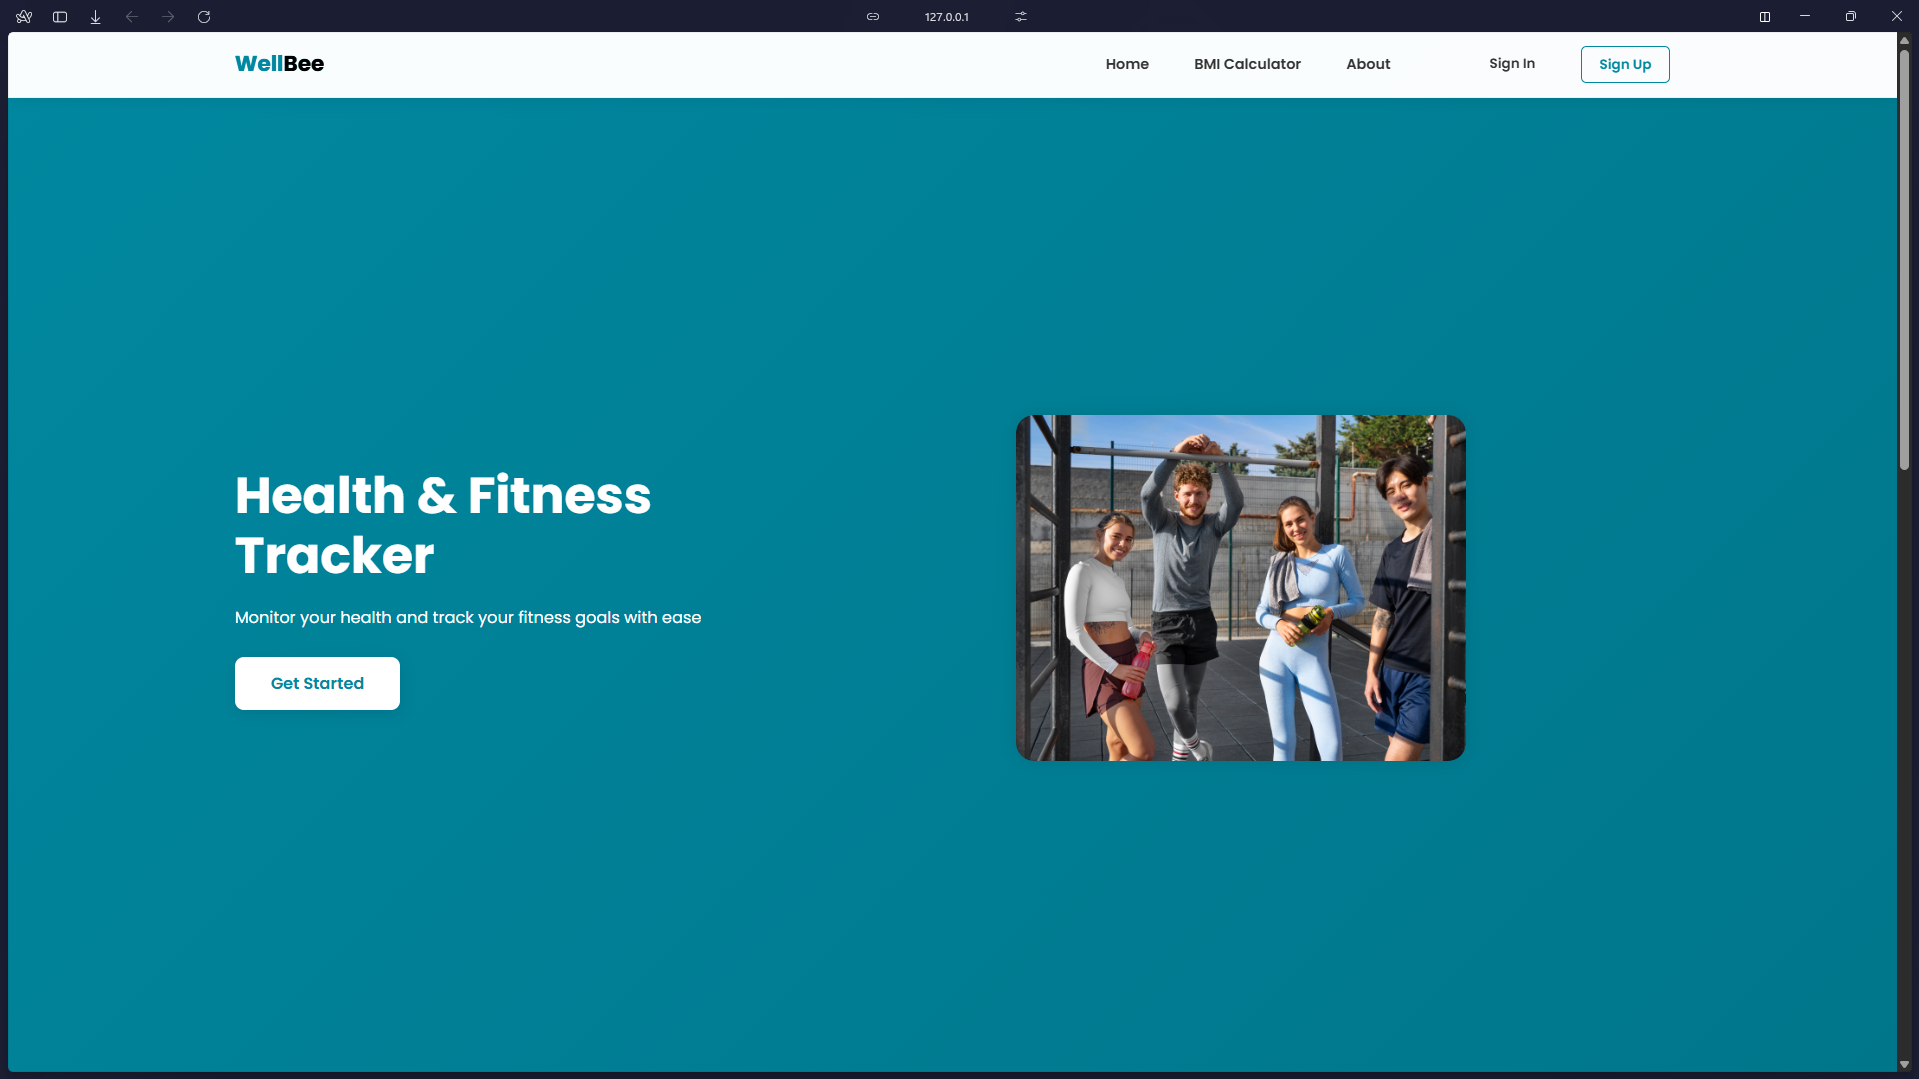 127.0.0.1
WellBee
Home
BMI Calculator
About
Sign In
Sign Up
Health & Fitness
Tracker
Monitor your health and track your fitness goals with ease
Get Started